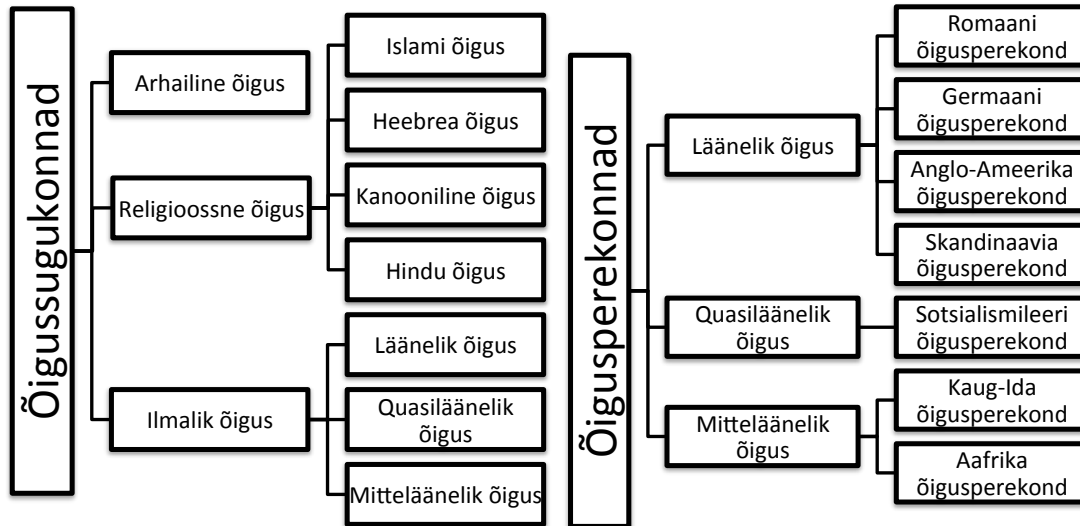 Õigussugukonnad
Arhailine õigus
Religioossne õigus
Ilmalik õigus
Islami õigus
Heebrea õigus
Kanooniline õigus
Hindu õigus
Läänelik õigus
Quasiläänelik
õigus
Mitteläänelik õigus
Õigusperekonnad
Läänelik õigus
Quasiläänelik
õigus
Mitteläänelik
õigus
Romaani
õigusperekond
Germaani
õigusperekond
Anglo-Ameerika
õigusperekond
Skandinaavia
õigusperekond
Sotsialismileeri
õigusperekond
Kaug-Ida
õigusperekond
Aafrika
õigusperekond